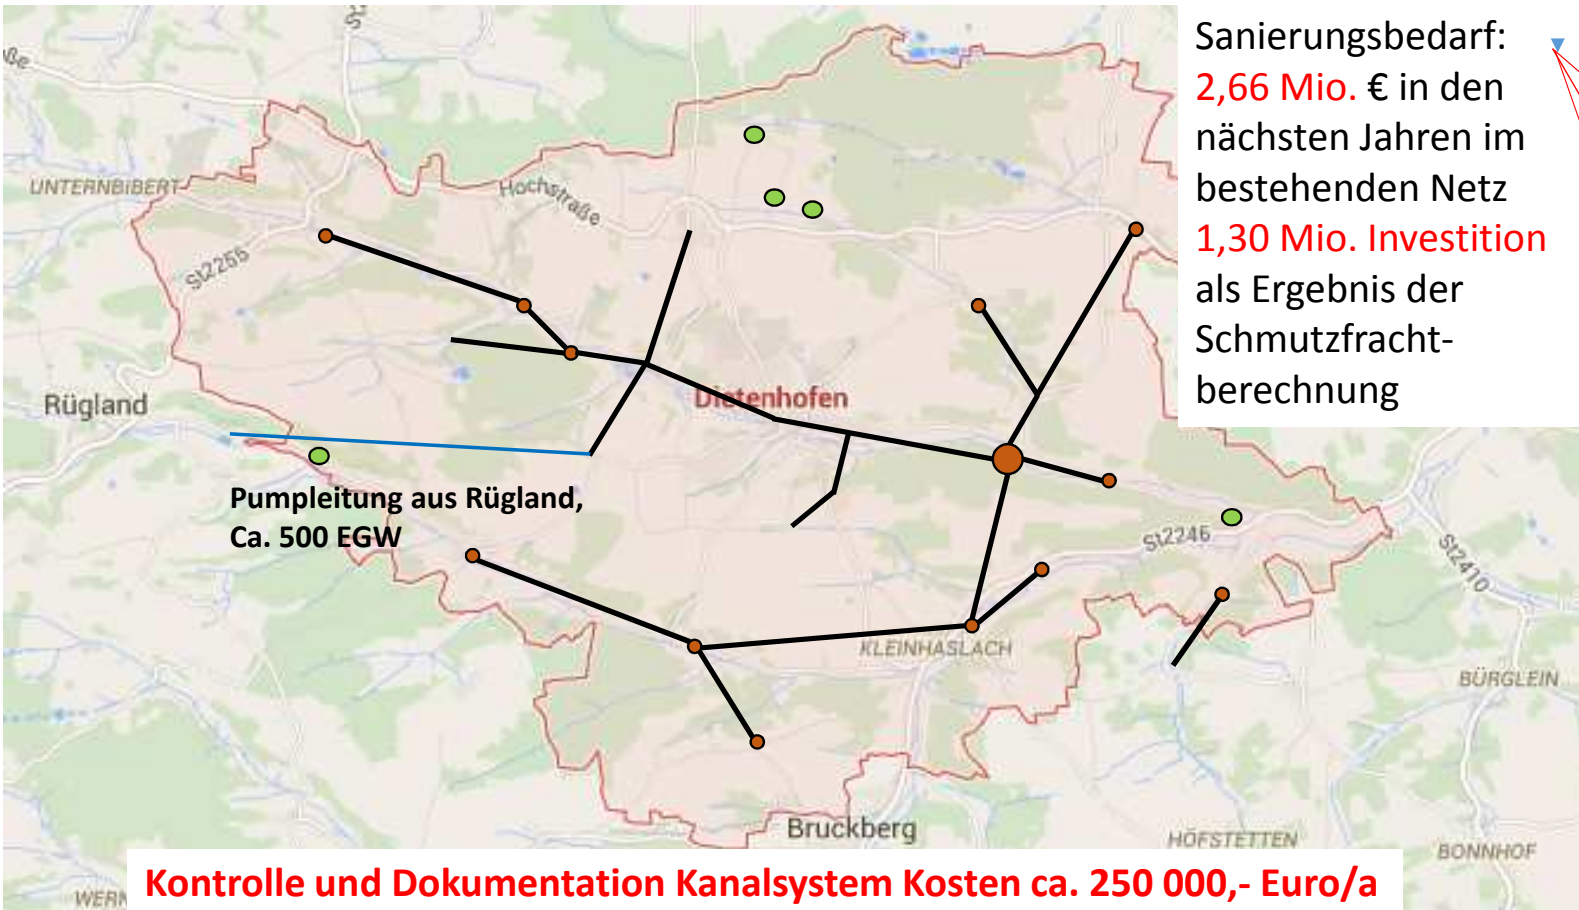 Sanierungsbedarf:
2,66 Mio. € in den
nächsten Jahren im
bestehenden Netz
1,30 Mio. Investition
als Ergebnis der
Schmutzfracht-
berechnung
UNTERNBIBERT
Hochstraße
St2255
Rügland
Dietenhofen
Pumpleitung aus Rügland,
Ca. 500 EGW
St2246
St2410
KLEINHASLACH
BÜRGLEIN
Bruckberg
HÖFSTETTEN
BONNHOF
Kontrolle und Dokumentation Kanalsystem Kosten ca. 250 000,- Euro/a